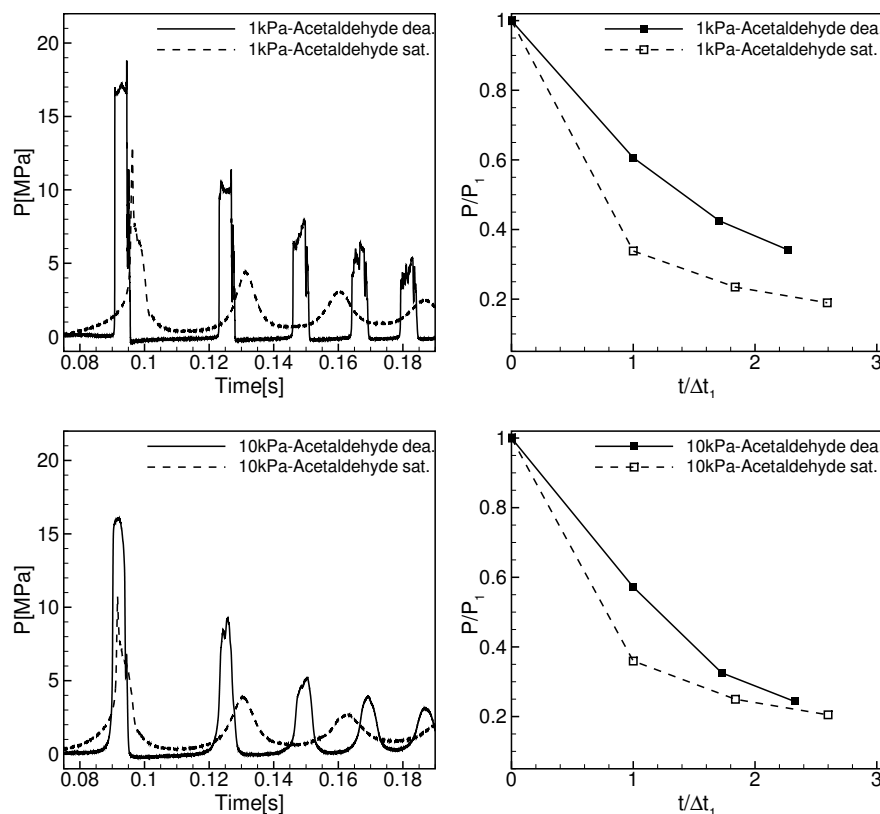 1kPa-Acetaldehyde dea.
1kPa-Acetaldehyde sat.
P[MPa]
20
15
10
5
0
0.08 0.1 0.12 0.14 0.16 0.18
Time[s]
1kPa-Acetaldehyde dea
1kPa-Acetaldehyde sat.
P/P1
1
0.8
0.6
0.4
0.2
0 1 2 3
t/Δt1
10kPa-Acetaldehyde dea.
10kPa-Acetaldehyde sat.
P[MPa]
20
15
10
5
0
0.08 0.1 0.12 0.14 0.16 0.18
Time[s]
10kPa-Acetaldehyde dea
10kPa-Acetaldehyde sat.
P/P1
1
0.8
0.6
0.4
0.2
0 1 2 3
t/Δt1